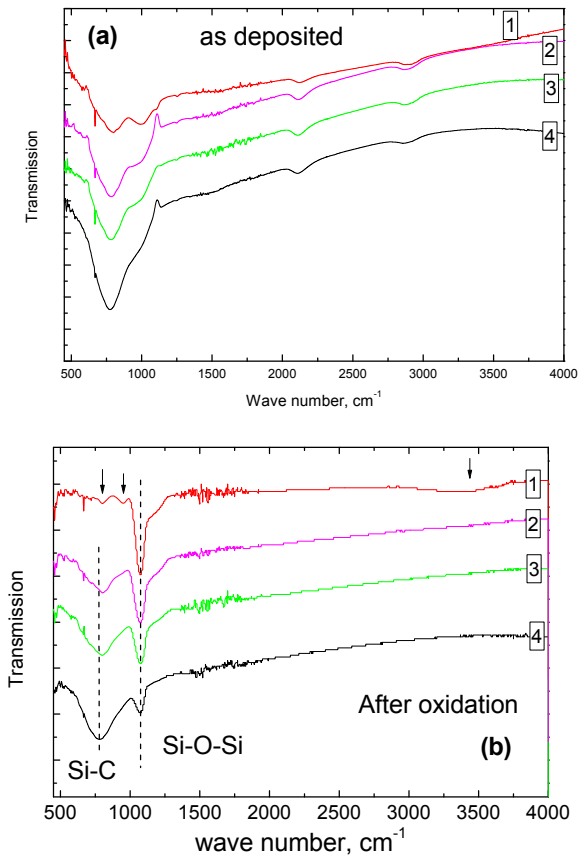 (a)
as deposited
1
2
3
4
Transmission
500 1000 1500 2000 2500 3000 3500 4000
Wave number, cm⁻¹
1
2
3
4
Transmission
After oxidation
Si-O-Si
(b)
Si-C
500 1000 1500 2000 2500 3000 3500 4000
wave number, cm⁻¹